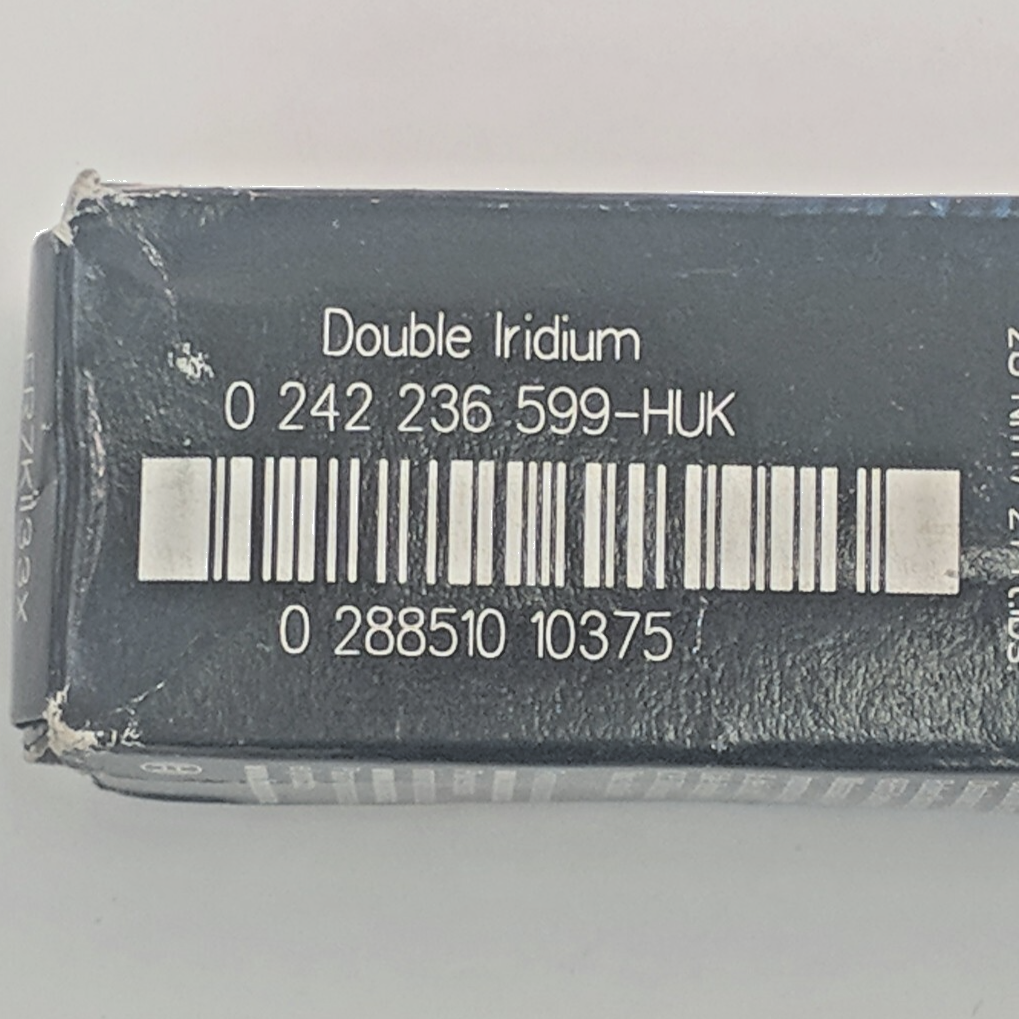 Double Iridium
0 242 236 599-HUK
0 288510 10375